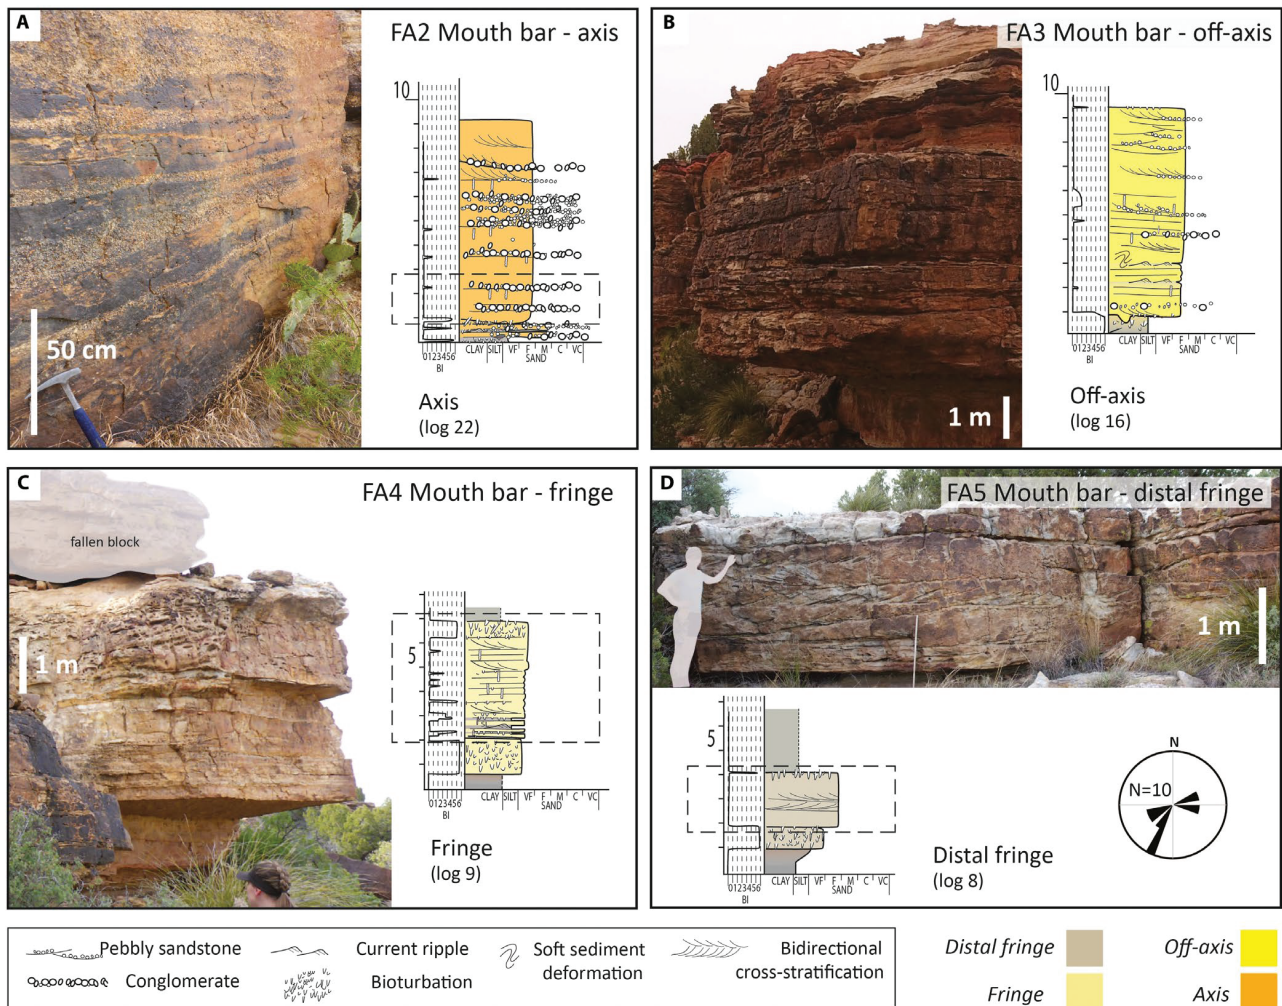 A
FA2 Mouth bar - axis
10
50 cm
0123456
BI
CLAY
SILT
VF
F
M
C
VC
SAND
Axis
(log 22)
B
FA3 Mouth bar - off-axis
10
1 m
0123456
BI
CLAY
SILT
VF
F
M
C
VC
SAND
Off-axis
(log 16)
C
FA4 Mouth bar - fringe
fallen block
1 m
5
0123456
BI
CLAY
SILT
VF
F
M
C
VC
SAND
Fringe
(log 9)
D
FA5 Mouth bar - distal fringe
1 m
5
0123456
BI
CLAY
SILT
VF
F
M
C
VC
SAND
Distal fringe
(log 8)
N
N=10
Pebbly sandstone
Current ripple
Soft sediment
deformation
Bidirectional
cross-stratification
Conglomerate
Bioturbation
Distal fringe
Off-axis
Fringe
Axis